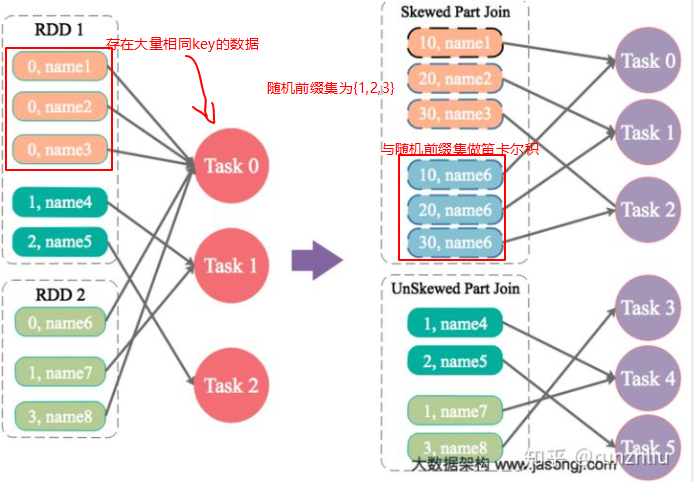 RDD 1
存在大量相同key的数据
0, name1
0, name2
0, name3
1, name4
2, name5
RDD 2
0, name6
1, name7
3, name8
Task 0
Task 1
Task 2
随机前缀集为{1,2,3}
Skewed Part Join
10, name1
20, name2
30, name3
与随机前缀集做笛卡尔积
10, name6
20, name6
30, name6
Task 0
Task 1
Task 2
UnSkewed Part Join
1, name4
2, name5
1, name7
3, name8
Task 3
Task 4
Task 5
知乎 @runzhliu
大数据架构 www.jasongj.com